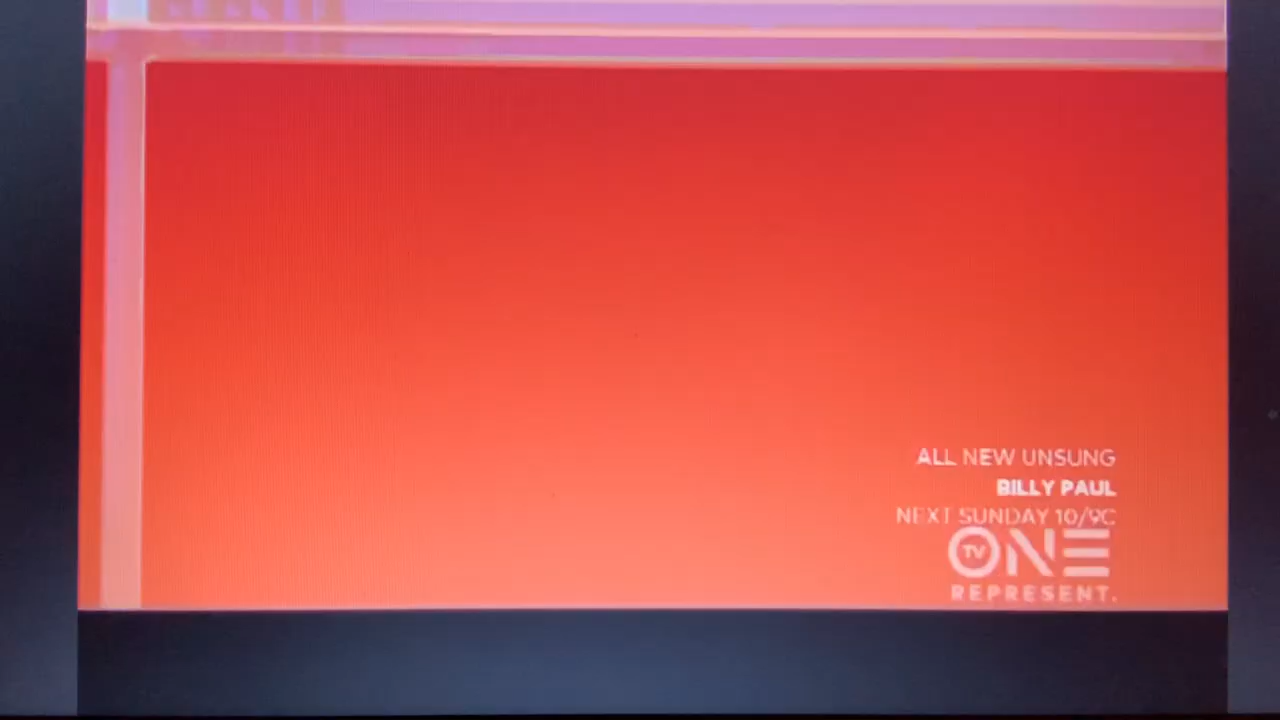 ALL NEW UNSUNG
BILLY PAUL
NEXT SUNDAY 10/9C
TV ONE
REPRESENT.